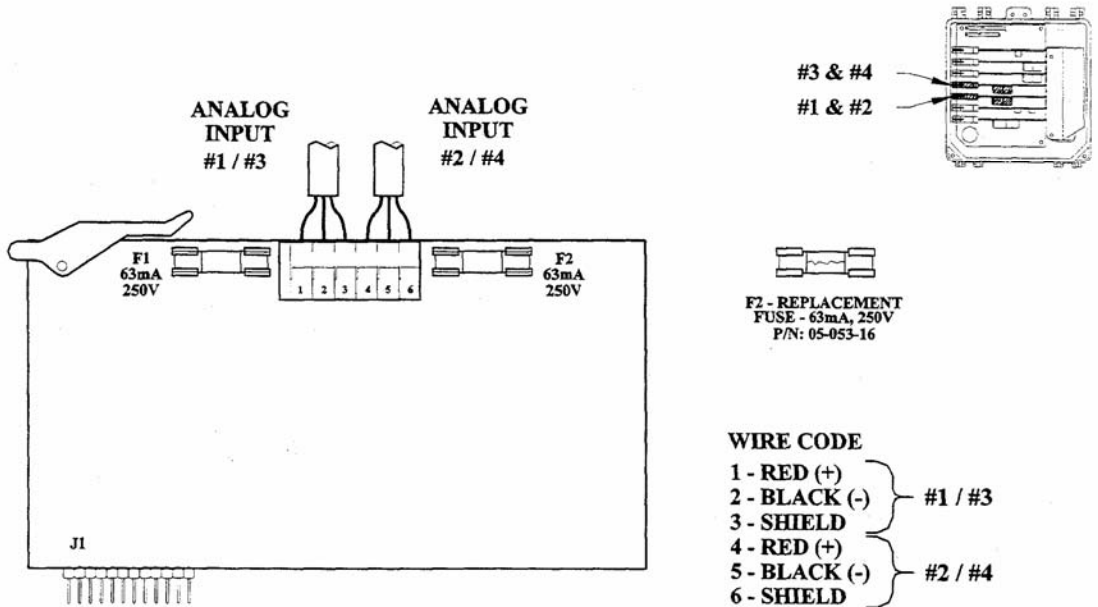 #3 & #4
#1 & #2
ANALOG
INPUT
#1 / #3
ANALOG
INPUT
#2 / #4
F1
63mA
250V
1 2 3 4 5 6
F2
63mA
250V
F2 - REPLACEMENT
FUSE - 63mA, 250V
P/N: 05-053-16
J1
WIRE CODE
1 - RED (+)
2 - BLACK (-)
3 - SHIELD
#1 / #3
4 - RED (+)
5 - BLACK (-)
6 - SHIELD
#2 / #4